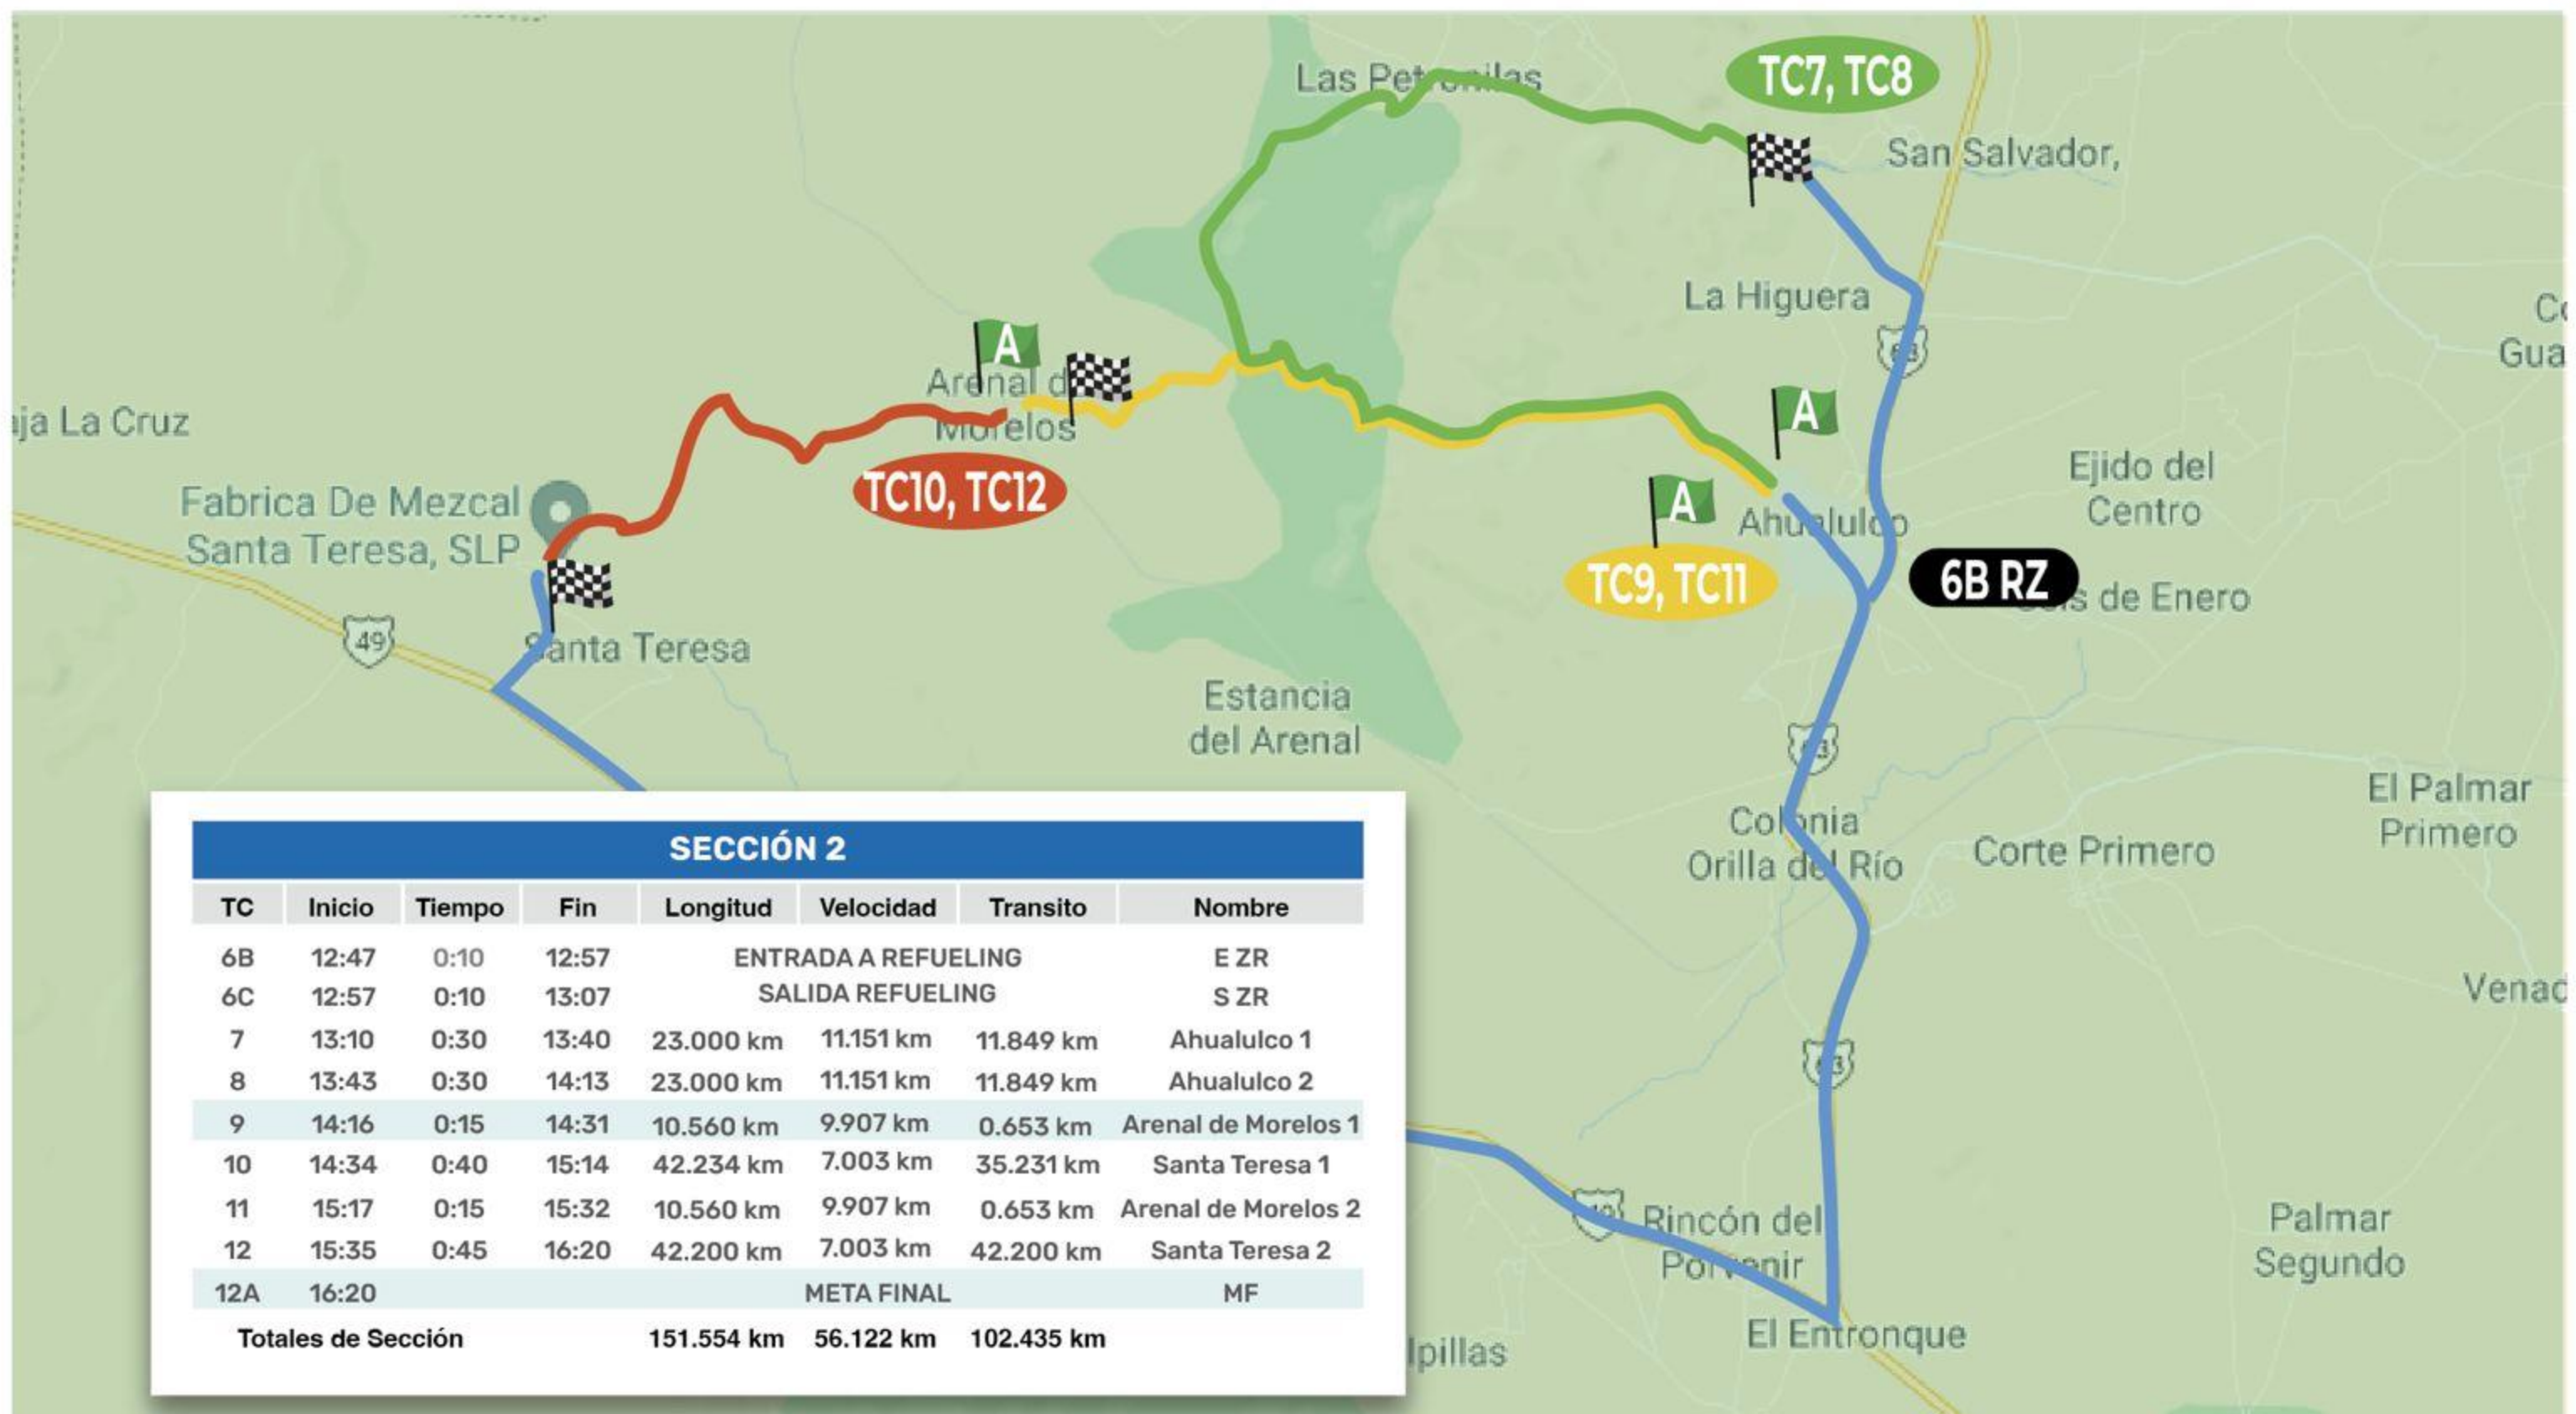 Las Petronilas
TC7, TC8
San Salvador,
La Higuera
63
Co
Gua
A
Arenal d
Morelos
A
aja La Cruz
TC10, TC12
Fabrica De Mezcal
Santa Teresa, SLP
A
Ahualulco
Ejido del
Centro
TC9, TC11
6B RZ
s de Enero
49
Santa Teresa
Estancia
del Arenal
63
El Palmar
Primero
Colonia
Orilla del Río
Corte Primero
Venad
63
49
Rincón del
Porvenir
Palmar
Segundo
El Entronque
lpillas
SECCIÓN 2
TC Inicio Tiempo Fin Longitud Velocidad Transito Nombre
6B 12:47 0:10 12:57 ENTRADA A REFUELING E ZR
6C 12:57 0:10 13:07 SALIDA REFUELING S ZR
7 13:10 0:30 13:40 23.000 km 11.151 km 11.849 km Ahualulco 1
8 13:43 0:30 14:13 23.000 km 11.151 km 11.849 km Ahualulco 2
9 14:16 0:15 14:31 10.560 km 9.907 km 0.653 km Arenal de Morelos 1
10 14:34 0:40 15:14 42.234 km 7.003 km 35.231 km Santa Teresa 1
11 15:17 0:15 15:32 10.560 km 9.907 km 0.653 km Arenal de Morelos 2
12 15:35 0:45 16:20 42.200 km 7.003 km 42.200 km Santa Teresa 2
12A 16:20 META FINAL MF
Totales de Sección 151.554 km 56.122 km 102.435 km